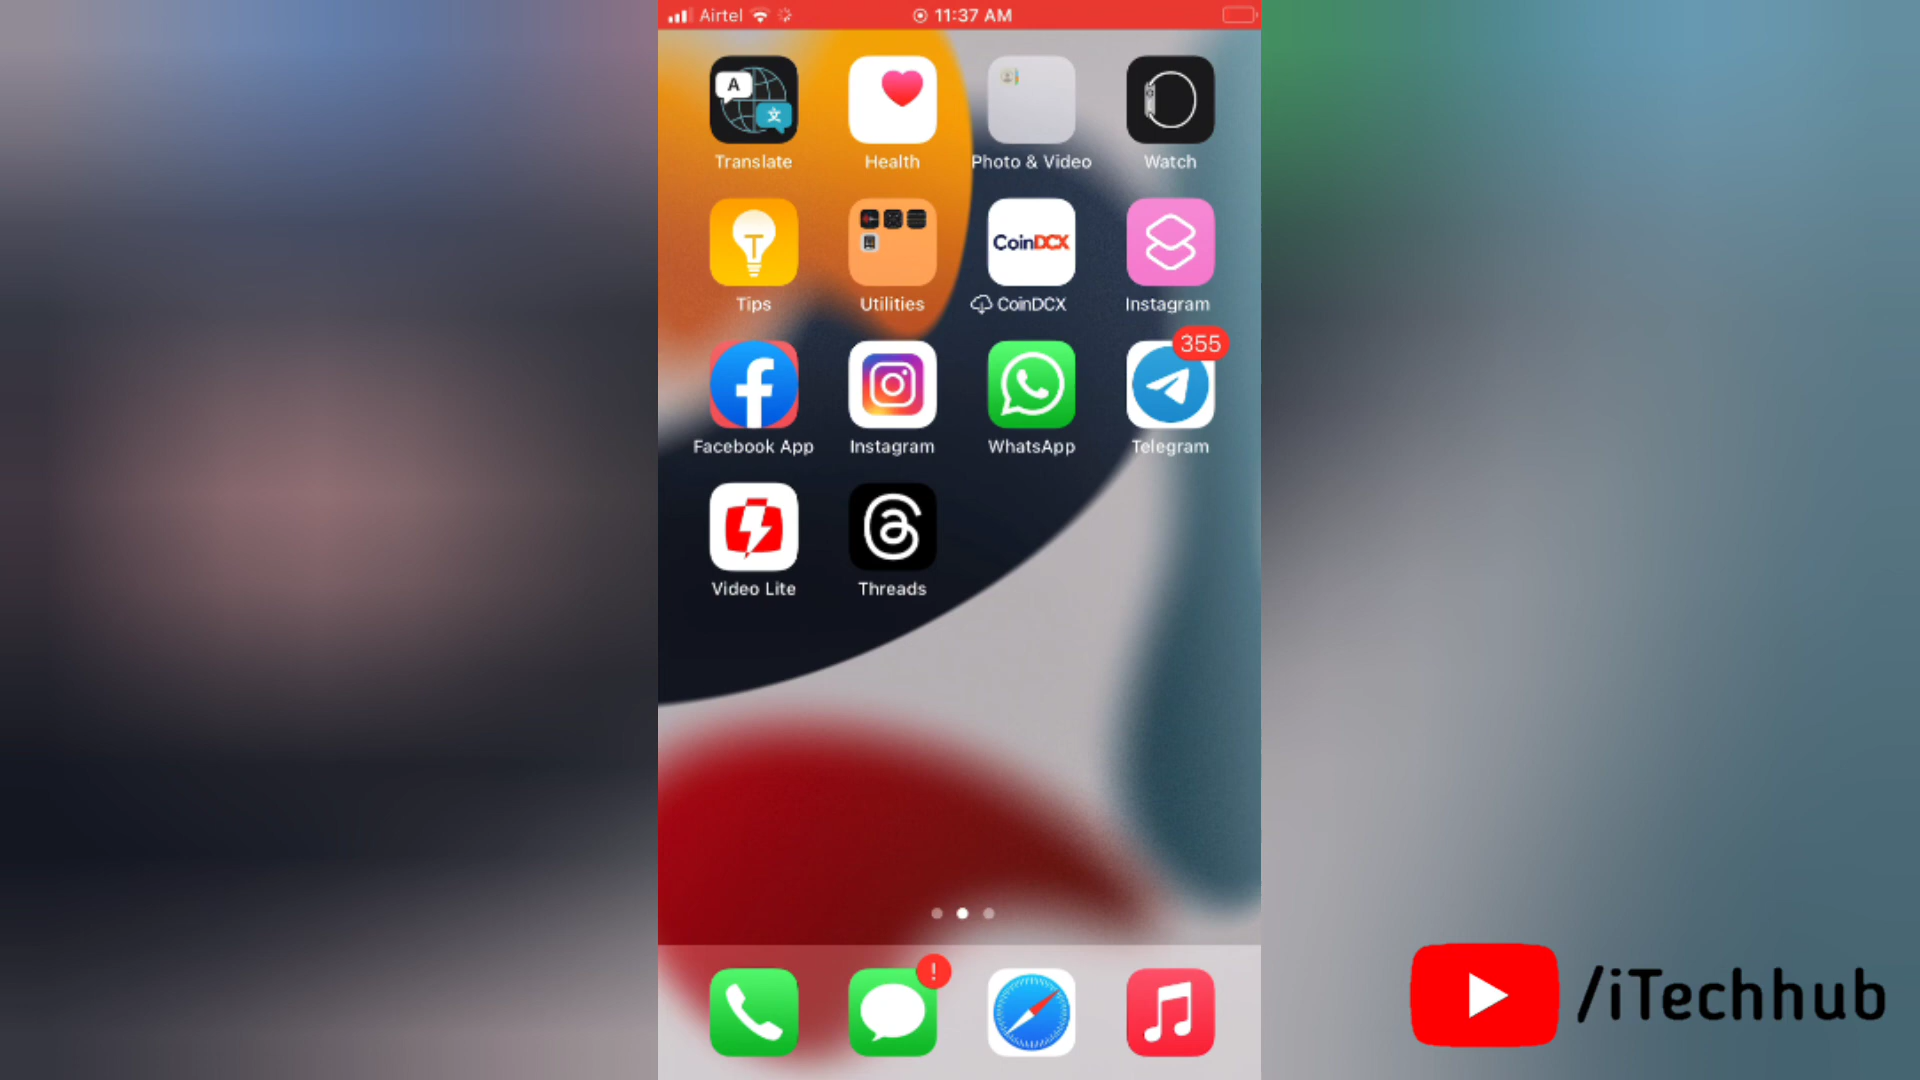 Airtel 11:37 AM
A 文
Translate Health Photo & Video Watch
CoinDCX
Tips Utilities CoinDCX Instagram
355
Facebook App Instagram WhatsApp Telegram
Video Lite Threads
!
/iTechhub